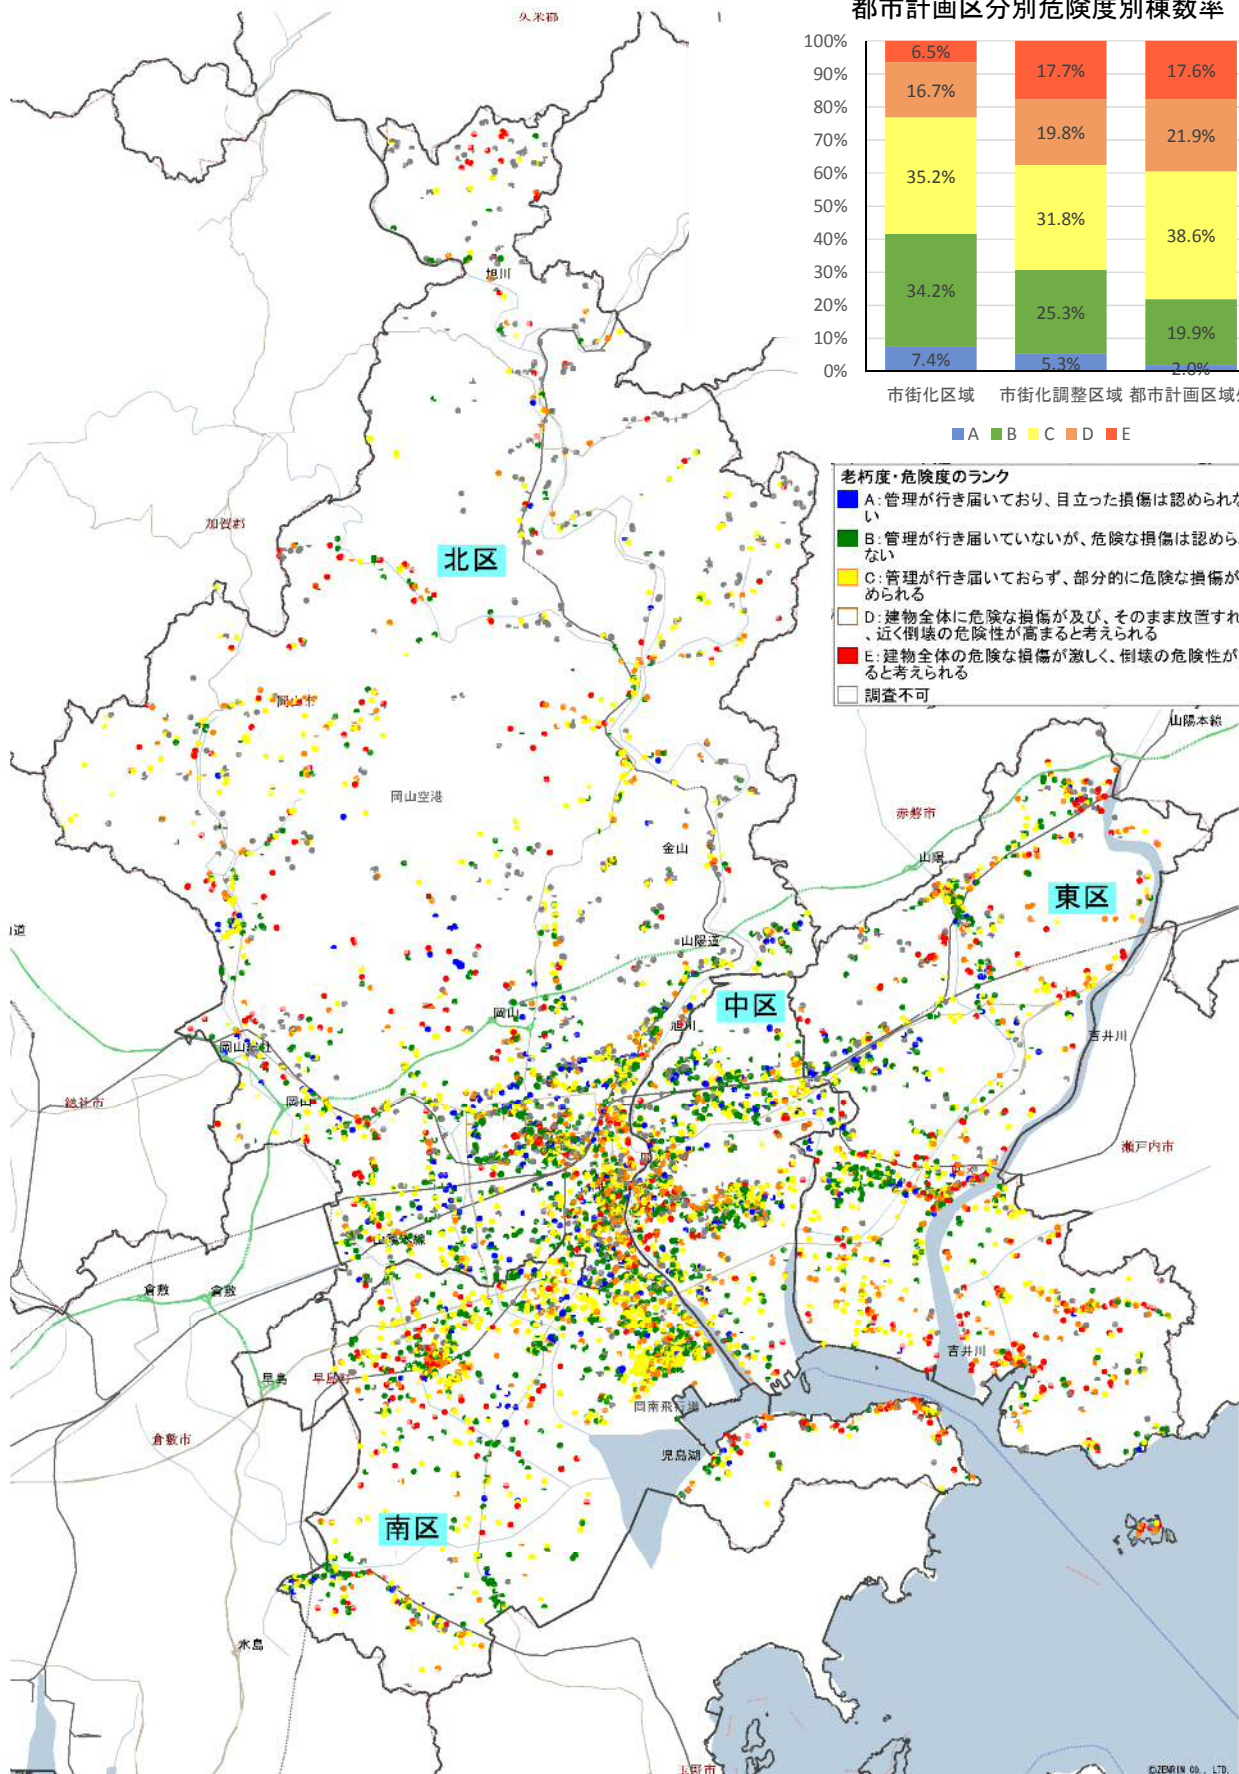 都市計画区分別危険度別棟数率
100%
90%
80%
70%
60%
50%
40%
30%
20%
10%
0%
6.5%
16.7%
35.2%
34.2%
7.4%
17.7%
19.8%
31.8%
25.3%
5.3%
17.6%
21.9%
38.6%
19.9%
2.0%
市街化区域
市街化調整区域
都市計画区域
A B C D E
老朽度・危険度のランク
A:管理が行き届いており、目立った損傷は認められな
い
B:管理が行き届いていないが、危険な損傷は認めら
ない
C:管理が行き届いておらず、部分的に危険な損傷が
められる
D:建物全体に危険な損傷が及び、そのまま放置すれ
、近く倒壊の危険性が高まると考えられる
E:建物全体の危険な損傷が激しく、倒壊の危険性が
ると考えられる
調査不可
久米郡
旭川
加賀郡
北区
岡山市
岡山空港
金山
山陽本線
赤磐市
山陽
東区
道
山陽道
岡山
中区
旭川
吉井川
岡山総社
総社市
岡山
瀬戸内市
山陽本線
倉敷
倉敷
吉井川
早島
倉敷市
岡南飛行場
児島湖
南区
水島
玉野市
©ZENRIN CO., LTD.